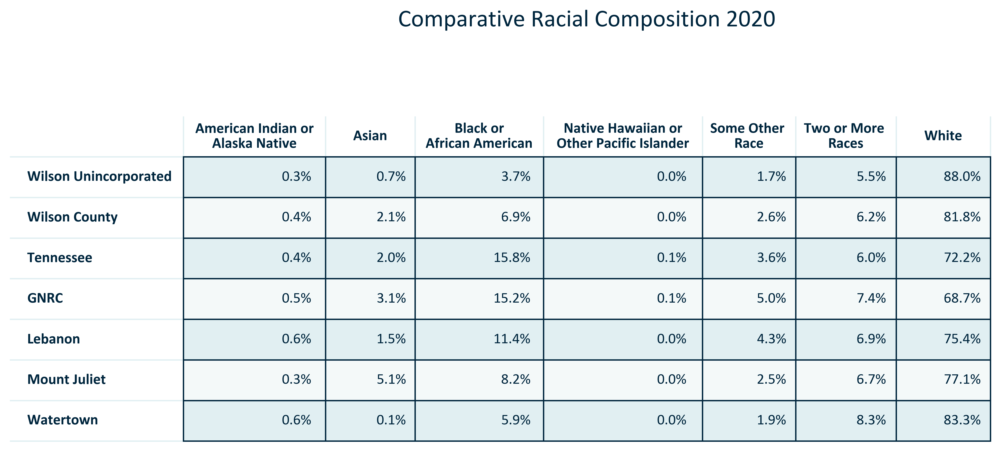 Comparative Racial Composition 2020
American Indian or
Alaska Native
Asian
Black or
African American
Native Hawaiian or
Other Pacific Islander
Some Other
Race
Two or More
Races
White
Wilson Unincorporated 0.3% 0.7% 3.7% 0.0% 1.7% 5.5% 88.0%
Wilson County 0.4% 2.1% 6.9% 0.0% 2.6% 6.2% 81.8%
Tennessee 0.4% 2.0% 15.8% 0.1% 3.6% 6.0% 72.2%
GNRC 0.5% 3.1% 15.2% 0.1% 5.0% 7.4% 68.7%
Lebanon 0.6% 1.5% 11.4% 0.0% 4.3% 6.9% 75.4%
Mount Juliet 0.3% 5.1% 8.2% 0.0% 2.5% 6.7% 77.1%
Watertown 0.6% 0.1% 5.9% 0.0% 1.9% 8.3% 83.3%